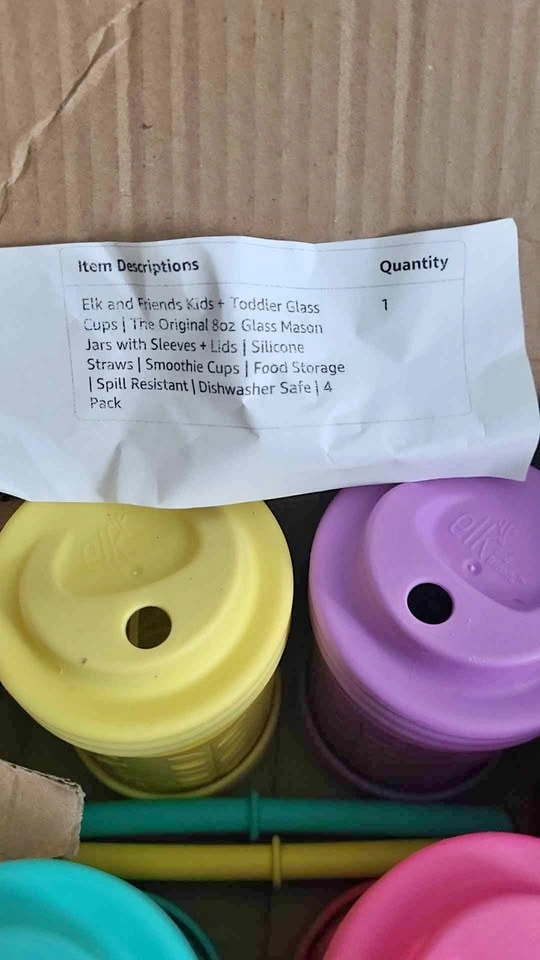 Item Descriptions Quantity
Elk and Friends Kids + Toddler Glass 1
Cups | The Original 8oz Glass Mason
Jars with Sleeves + Lids | Silicone
Straws | Smoothie Cups | Food Storage
| Spill Resistant | Dishwasher Safe | 4
Pack
elk
elk